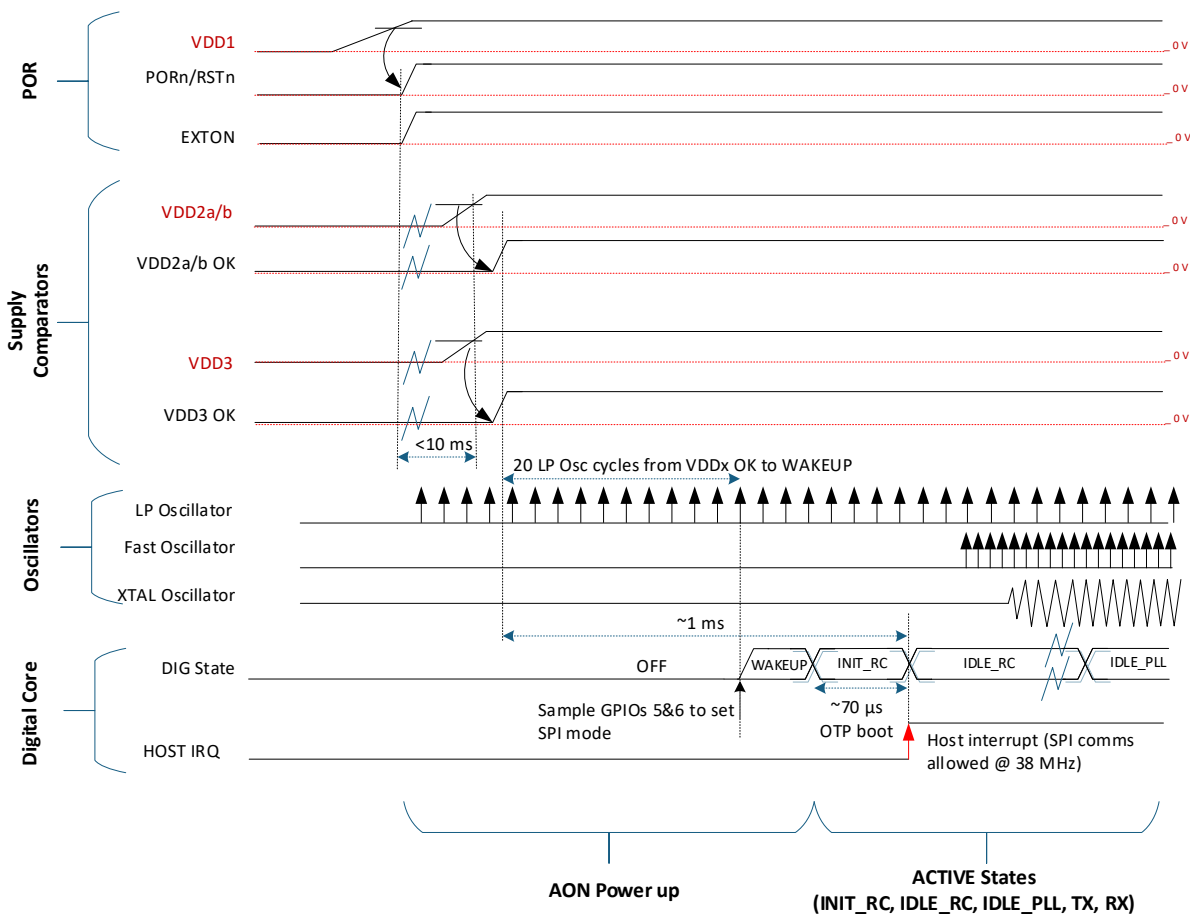 POR
VDD1
0 V
PORn/RSTn
0 V
EXTON
0 V
Supply
Comparators
VDD2a/b
0 V
VDD2a/b OK
0 V
VDD3
0 V
VDD3 OK
0 V
<10 ms
20 LP Osc cycles from VDDx OK to WAKEUP
Oscillators
LP Oscillator
Fast Oscillator
XTAL Oscillator
~1 ms
Digital Core
DIG State
OFF
WAKEUP
INIT_RC
IDLE_RC
IDLE_PLL
Sample GPIOs 5&6 to set
SPI mode
~70 µs
OTP boot
HOST IRQ
Host interrupt (SPI comms
allowed @ 38 MHz)
AON Power up
ACTIVE States
(INIT_RC, IDLE_RC, IDLE_PLL, TX, RX)